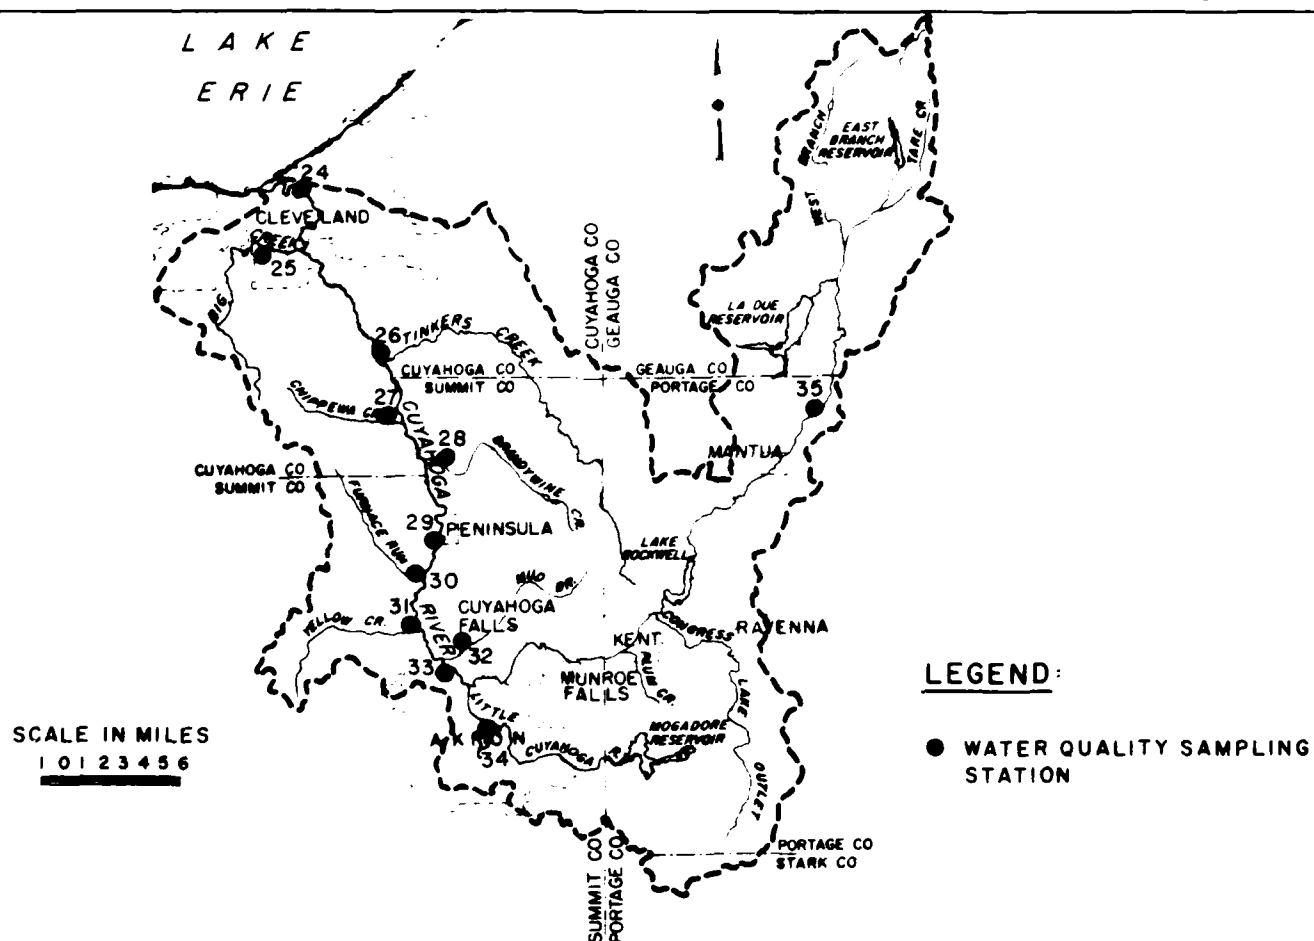 LAKE
ERIE
24
CLEVELAND
BIG
CREEK
25
CUYAHOGA CO
GEAUGA CO
WEST
BRANCH
EAST
BRANCH
RESERVOIR
TARE CR.
LA DUE
RESERVOIR
26
TINKERS
CREEK
CUYAHOGA CO
SUMMIT CO
GEAUGA CO
PORTAGE CO
35
27
CHIPPEWA CR.
CUYAHOGA
RIVER
28
BRANDYWINE
CR.
MANTUA
CUYAHOGA CO
SUMMIT CO
FURNACE RUN
29
PENINSULA
LAKE
ROCKWELL
30
MUD BR.
31
YELLOW CR.
CUYAHOGA
FALLS
32
33
KENT
CONGRESS
LAKE
OUTLET
RAVENNA
PLUM CR.
MUNROE
FALLS
LITTLE
CUYAHOGA
R.
AKRON
34
MOGADORE
RESERVOIR
SCALE IN MILES
1 0 1 2 3 4 5 6
LEGEND:
WATER QUALITY SAMPLING
STATION
PORTAGE CO
STARK CO
SUMMIT CO
PORTAGE CO